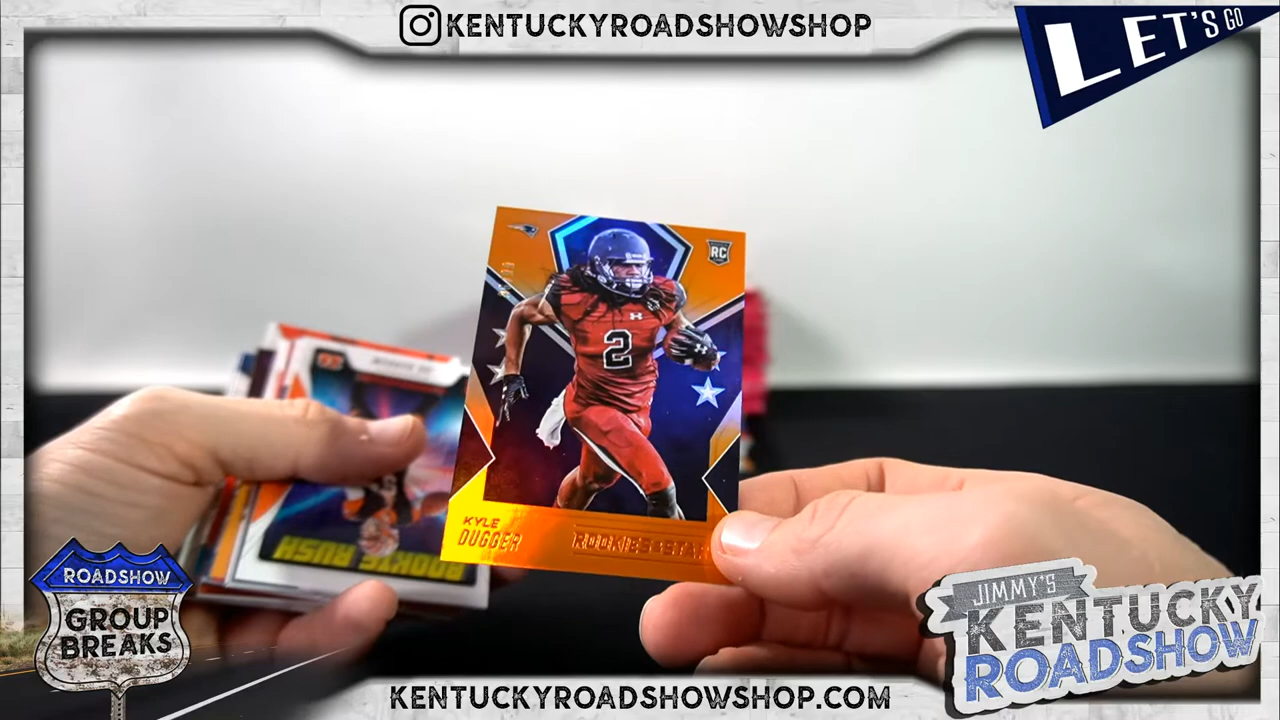 KENTUCKYROADSHOWSHOP
LET'S GO
RC
2
KYLE
DUGGER
ROOKIES & STARS
ROOKIE RUSH
ROADSHOW
GROUP
BREAKS
JIMMY'S
KENTUCKY
ROADSHOW
KENTUCKYROADSHOWSHOP.COM